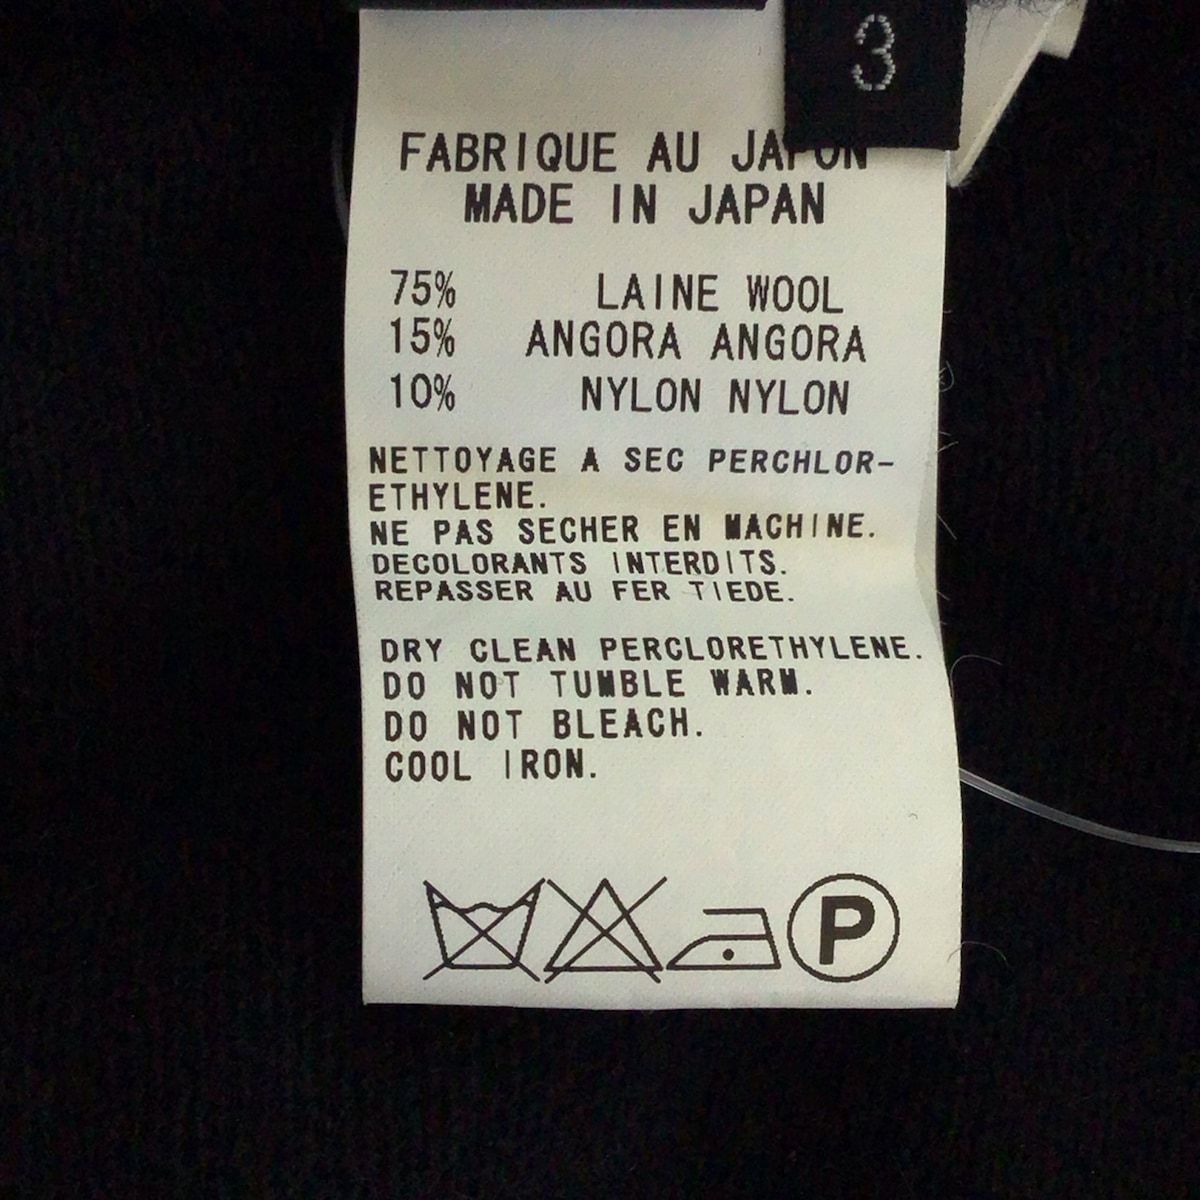 3
FABRIQUE AU JAPON
MADE IN JAPAN
75% LAINE WOOL
15% ANGORA ANGORA
10% NYLON NYLON
NETTOYAGE A SEC PERCHLOR-
ETHYLENE.
NE PAS SECHER EN MACHINE.
DECOLORANTS INTERDITS.
REPASSER AU FER TIEDE.
DRY CLEAN PERCLORETHYLENE.
DO NOT TUMBLE WARM.
DO NOT BLEACH.
COOL IRON.
P